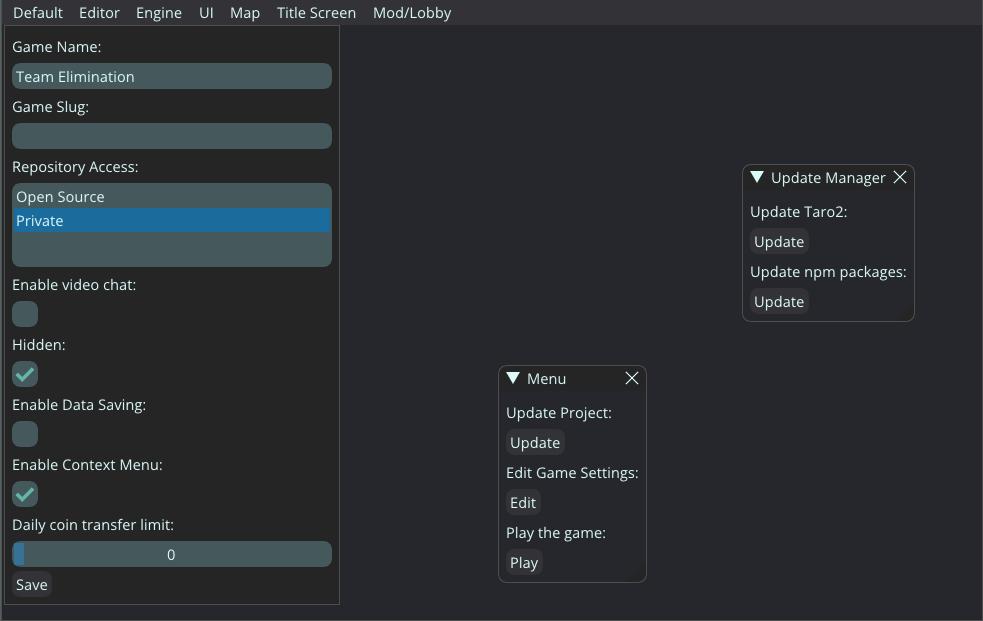 Default Editor Engine UI Map Title Screen Mod/Lobby
Game Name:
Team Elimination
Game Slug:
Repository Access:
Open Source
Private
Enable video chat:
Hidden:
Enable Data Saving:
Enable Context Menu:
Daily coin transfer limit:
0
Save
Update Manager
Update Taro2:
Update
Update npm packages:
Update
Menu
Update Project:
Update
Edit Game Settings:
Edit
Play the game:
Play